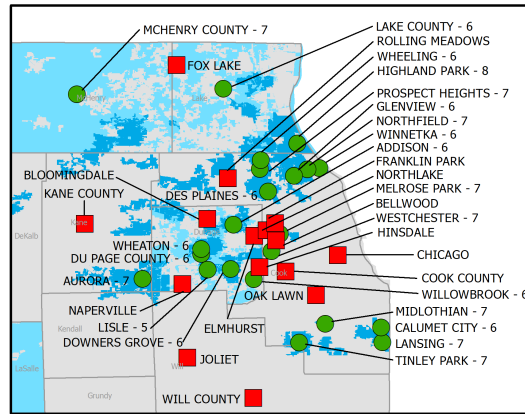 MCHENRY COUNTY - 7
LAKE COUNTY - 6
ROLLING MEADOWS
WHEELING - 6
HIGHLAND PARK - 8
FOX LAKE
PROSPECT HEIGHTS - 7
GLENVIEW - 6
NORTHFIELD - 7
WINNETKA - 6
ADDISON - 6
FRANKLIN PARK
NORTHLAKE
MELROSE PARK - 7
BELLWOOD
WESTCHESTER - 7
HINSDALE
McHenry
Lake
BLOOMINGDALE
KANE COUNTY
DES PLAINES - 6
Kane
DeKalb
WHEATON - 6
DU PAGE COUNTY - 6
AURORA - 7
CHICAGO
Cook
COOK COUNTY
WILLOWBROOK - 6
OAK LAWN
NAPERVILLE
LISLE - 5
DOWNERS GROVE - 6
ELMHURST
MIDLOTHIAN - 7
CALUMET CITY - 6
LANSING - 7
TINLEY PARK - 7
Kendall
JOLIET
Will
LaSalle
Grundy
WILL COUNTY